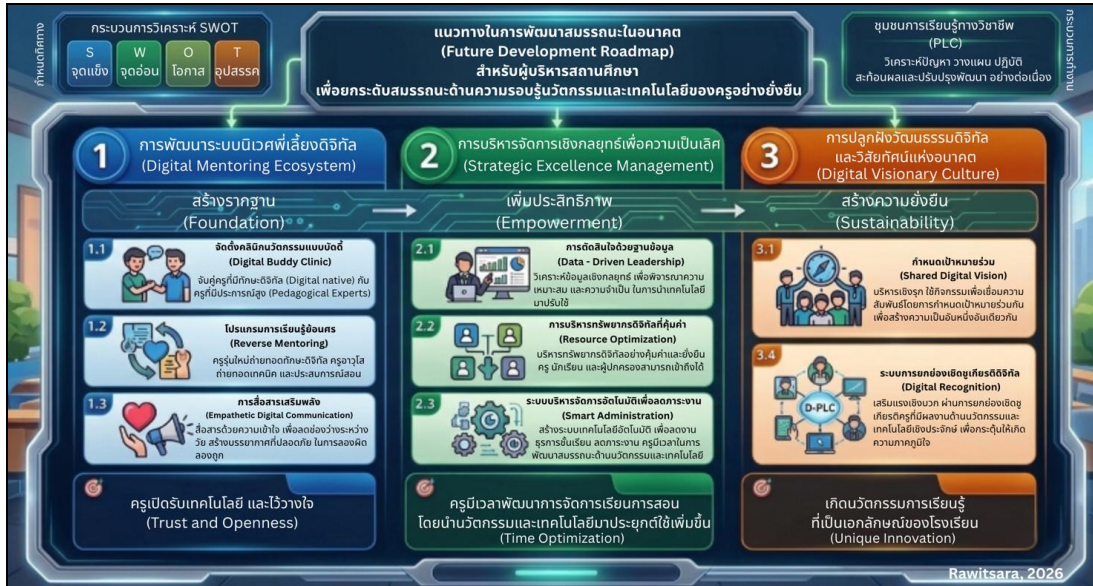 กำหนดทิศทาง
กระบวนการวิเคราะห์ SWOT
S
จุดแข็ง
W
จุดอ่อน
O
โอกาส
T
อุปสรรค
แนวทางในการพัฒนาสมรรถนะในอนาคต
(Future Development Roadmap)
สำหรับผู้บริหารสถานศึกษา
เพื่อยกระดับสมรรถนะด้านความรอบรู้นวัตกรรมและเทคโนโลยีของครูอย่างยั่งยืน
ชุมชนการเรียนรู้ทางวิชาชีพ
(PLC)
วิเคราะห์ปัญหา วางแผน ปฏิบัติ
สะท้อนผลและปรับปรุงพัฒนา อย่างต่อเนื่อง
กระบวนการทำงาน
1
การพัฒนาระบบนิเวศพี่เลี้ยงดิจิทัล
(Digital Mentoring Ecosystem)
2
การบริหารจัดการเชิงกลยุทธ์เพื่อความเป็นเลิศ
(Strategic Excellence Management)
3
การปลูกฝังวัฒนธรรมดิจิทัล
และวิสัยทัศน์แห่งอนาคต
(Digital Visionary Culture)
สร้างรากฐาน
(Foundation)
เพิ่มประสิทธิภาพ
(Empowerment)
สร้างความยั่งยืน
(Sustainability)
1.1
จัดตั้งคลินิกนวัตกรรมแบบบัดดี้
(Digital Buddy Clinic)
จับคู่ครูที่มีทักษะดิจิทัล (Digital native) กับ
ครูที่มีประการณ์สูง (Pedagogical Experts)
1.2
โปรแกรมการเรียนรู้ย้อนศร
(Reverse Mentoring)
ครูรุ่นใหม่ถ่ายทอดทักษะดิจิทัล ครูอาวุโส
ถ่ายทอดเทคนิค และประสบการณ์สอน
1.3
การสื่อสารเสริมพลัง
(Empathetic Digital Communication)
สื่อสารด้วยความเข้าใจ เพื่อลดช่องว่างระหว่าง
วัย สร้างบรรยากาศที่ปลอดภัย ในการลองผิด
ลองถูก
ครูเปิดรับเทคโนโลยี และไว้วางใจ
(Trust and Openness)
2.1
การตัดสินใจด้วยฐานข้อมูล
(Data - Driven Leadership)
วิเคราะห์ข้อมูลเชิงกลยุทธ์ เพื่อพิจารณาความ
เหมาะสม และความจำเป็น ในการนำเทคโนโลยี
มาปรับใช้
2.2
การบริหารทรัพยากรดิจิทัลที่คุ้มค่า
(Resource Optimization)
บริหารทรัพยากรดิจิทัลอย่างคุ้มค่าและยั่งยืน
ครู นักเรียน และผู้ปกครองสามารถเข้าถึงได้
2.3
ระบบบริหารจัดการอัตโนมัติเพื่อลดภาระงาน
(Smart Administration)
สร้างระบบเทคโนโลยีอัตโนมัติ เพื่อลดงาน
ธุรการชั้นเรียน ลดภาระงาน ครูมีเวลาในการ
พัฒนาสมรรถนะด้านนวัตกรรมและเทคโนโลยี
ครูมีเวลาพัฒนาการจัดการเรียนการสอน
โดยนำนวัตกรรมและเทคโนโลยีมาประยุกต์ใช้เพิ่มขึ้น
(Time Optimization)
3.1
กำหนดเป้าหมายร่วม
(Shared Digital Vision)
บริหารเชิงรุก ใช้กิจกรรมเพื่อเชื่อมความ
สัมพันธ์โดยการกำหนดเป้าหมายร่วมกัน
เพื่อสร้างความเป็นอันหนึ่งอันเดียวกัน
3.4
D-PLC
ระบบการยกย่องเชิดชูเกียรติดิจิทัล
(Digital Recognition)
เสริมแรงเชิงบวก ผ่านการยกย่องเชิดชู
เกียรติครูที่มีผลงานด้านนวัตกรรมและ
เทคโนโลยีเชิงประจักษ์ เพื่อกระตุ้นให้เกิด
ความภาคภูมิใจ
เกิดนวัตกรรมการเรียนรู้
ที่เป็นเอกลักษณ์ของโรงเรียน
(Unique Innovation)
Rawitsara, 2026